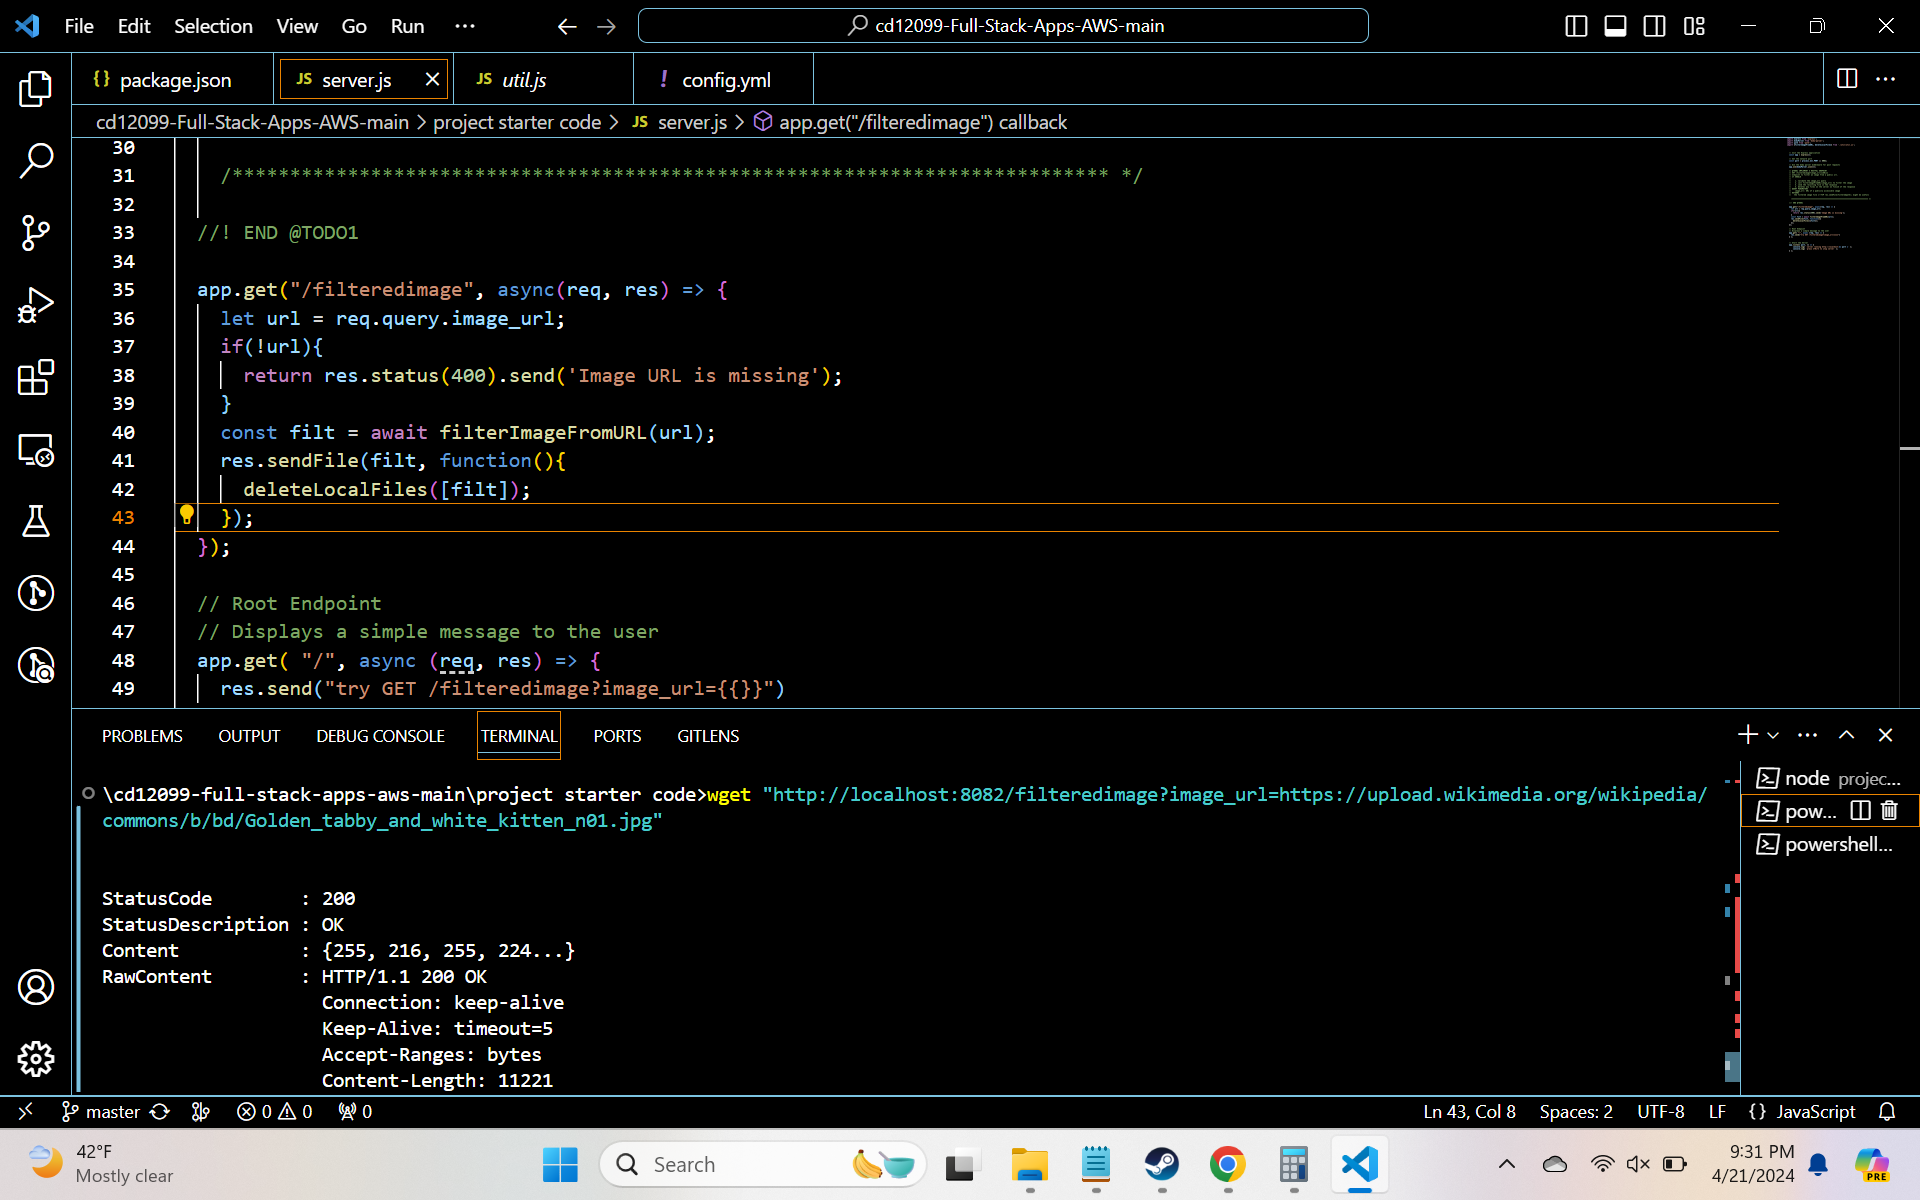 File Edit Selection View Go Run ··· cd12099-Full-Stack-Apps-AWS-main
{} package.json JS server.js JS util.js ! config.yml
cd12099-Full-Stack-Apps-AWS-main > project starter code > JS server.js > app.get("/filteredimage") callback
30
31 /**************************************************************************** */
32
33 //! END @TODO1
34
35 app.get("/filteredimage", async(req, res) => {
36 let url = req.query.image_url;
37 if(!url){
38 return res.status(400).send('Image URL is missing');
39 }
40 const filt = await filterImageFromURL(url);
41 res.sendFile(filt, function(){
42 deleteLocalFiles([filt]);
43 });
44 });
45
46 // Root Endpoint
47 // Displays a simple message to the user
48 app.get( "/", async (req, res) => {
49 res.send("try GET /filteredimage?image_url={{}}")
PROBLEMS OUTPUT DEBUG CONSOLE TERMINAL PORTS GITLENS
\cd12099-full-stack-apps-aws-main\project starter code>wget "http://localhost:8082/filteredimage?image_url=https://upload.wikimedia.org/wikipedia/
commons/b/bd/Golden_tabby_and_white_kitten_n01.jpg"
StatusCode : 200
StatusDescription : OK
Content : {255, 216, 255, 224...}
RawContent : HTTP/1.1 200 OK
Connection: keep-alive
Keep-Alive: timeout=5
Accept-Ranges: bytes
Content-Length: 11221
node projec...
pow...
powershell...
master 0 0 0 Ln 43, Col 8 Spaces: 2 UTF-8 LF {} JavaScript
42°F
Mostly clear
Search
9:31 PM
4/21/2024
PRE